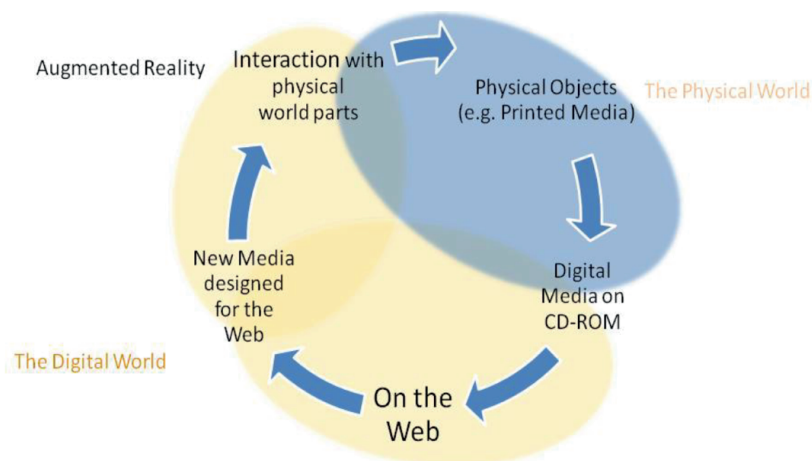 Augmented Reality
Interaction with
physical
world parts
Physical Objects
(e.g. Printed Media)
The Physical World
Digital
Media on
CD-ROM
On the
Web
New Media
designed
for the
Web
The Digital World